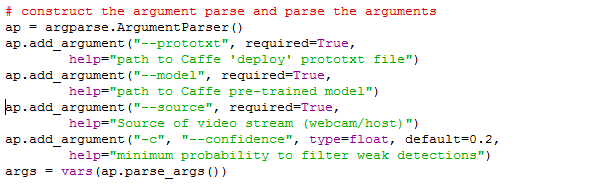 # construct the argument parse and parse the arguments
ap = argparse.ArgumentParser()
ap.add_argument("--prototxt", required=True,
        help="path to Caffe 'deploy' prototxt file")
ap.add_argument("--model", required=True,
        help="path to Caffe pre-trained model")
ap.add_argument("--source", required=True,
        help="Source of video stream (webcam/host)")
ap.add_argument("-c", "--confidence", type=float, default=0.2,
        help="minimum probability to filter weak detections")
args = vars(ap.parse_args())